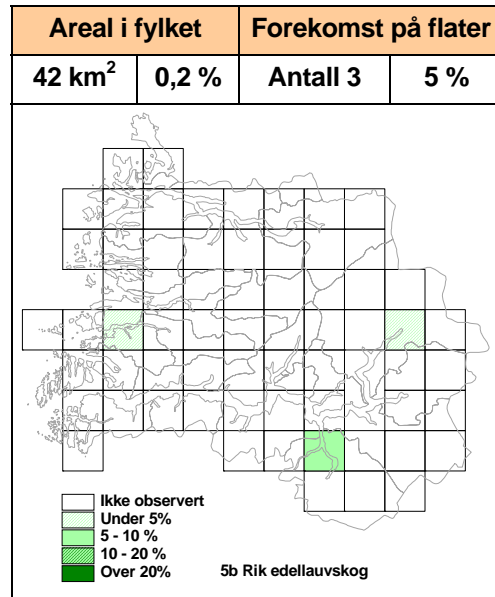 Areal i fylket Forekomst på flater
42 km² 0,2 % Antall 3 5 %
Ikke observert
Under 5%
5 - 10 %
10 - 20 %
Over 20% 5b Rik edellauvskog